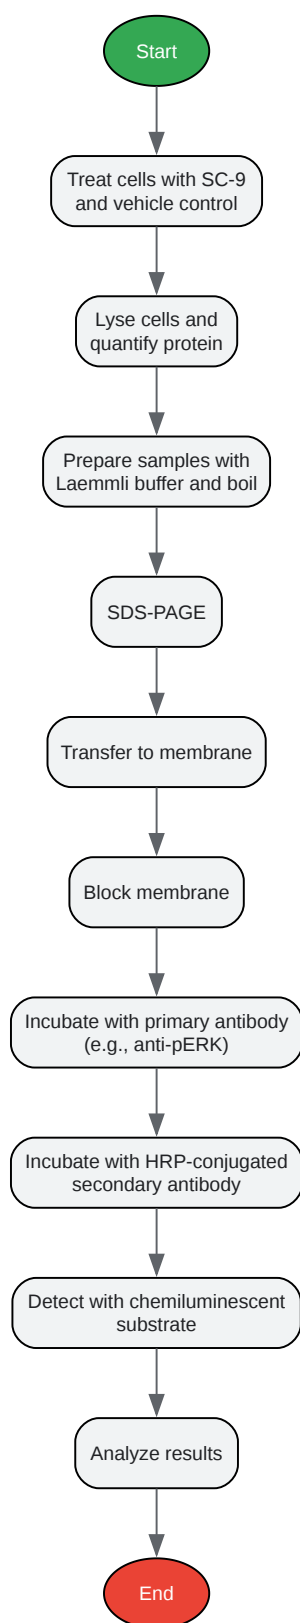 Start
Treat cells with SC-9
and vehicle control
Lyse cells and
quantify protein
Prepare samples with
Laemmli buffer and boil
SDS-PAGE
Transfer to membrane
Block membrane
Incubate with primary antibody
(e.g., anti-pERK)
Incubate with HRP-conjugated
secondary antibody
Detect with chemiluminescent
substrate
Analyze results
End